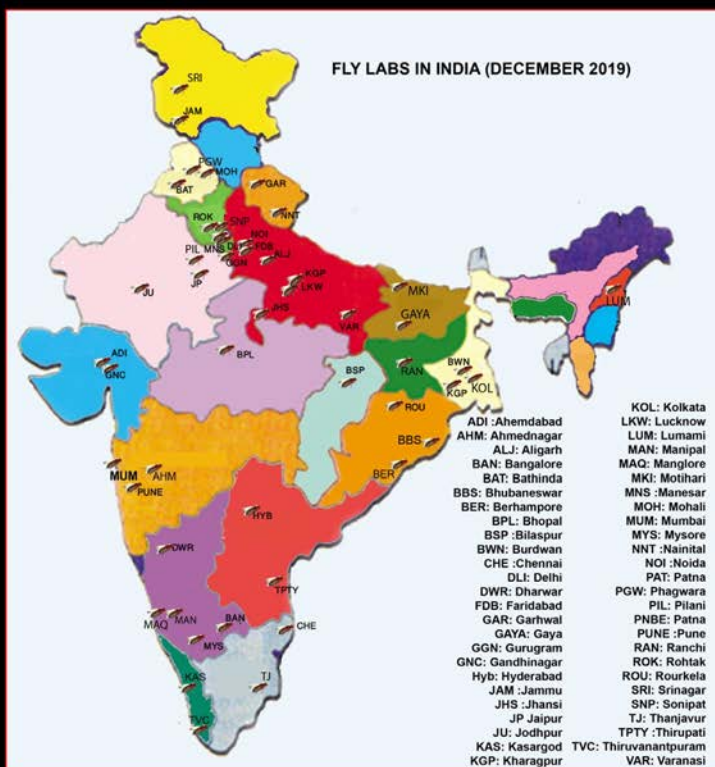 FLY LABS IN INDIA (DECEMBER 2019)
SRI
JAM
PGW
MOH
BAT
GAR
NNT
ROK
SNP
NOI
DLI
FDB
PIL
MNS
GGN
ALJ
JP
KGP
LKW
JU
JHS
VAR
MKI
GAYA
LUM
ADI
GNC
BPL
BSP
RAN
BWN
KGP
KOL
ROU
BBS
BER
MUM
AHM
PUNE
HYB
DWR
TPTY
MAQ
MAN
BAN
CHE
MYS
KAS
TJ
TVC
ADI :Ahemdabad
AHM: Ahmednagar
ALJ: Aligarh
BAN: Bangalore
BAT: Bathinda
BBS: Bhubaneswar
BER: Berhampore
BPL: Bhopal
BSP: Bilaspur
BWN: Burdwan
CHE :Chennai
DLI: Delhi
DWR: Dharwar
FDB: Faridabad
GAR: Garhwal
GAYA: Gaya
GGN: Gurugram
GNC: Gandhinagar
Hyb: Hyderabad
JAM :Jammu
JHS: Jhansi
JP Jaipur
JU: Jodhpur
KAS: Kasargod
KGP: Kharagpur
KOL: Kolkata
LKW: Lucknow
LUM: Lumami
MAN: Manipal
MAQ: Manglore
MKI: Motihari
MNS :Manesar
MOH: Mohali
MUM: Mumbai
MYS: Mysore
NNT :Nainital
NOI :Noida
PAT: Patna
PGW: Phagwara
PIL: Pilani
PNBE: Patna
PUNE :Pune
RAN: Ranchi
ROK: Rohtak
ROU: Rourkela
SRI: Srinagar
SNP: Sonipat
TJ: Thanjavur
TPTY :Thirupati
TVC: Thiruvanantpuram
VAR: Varanasi